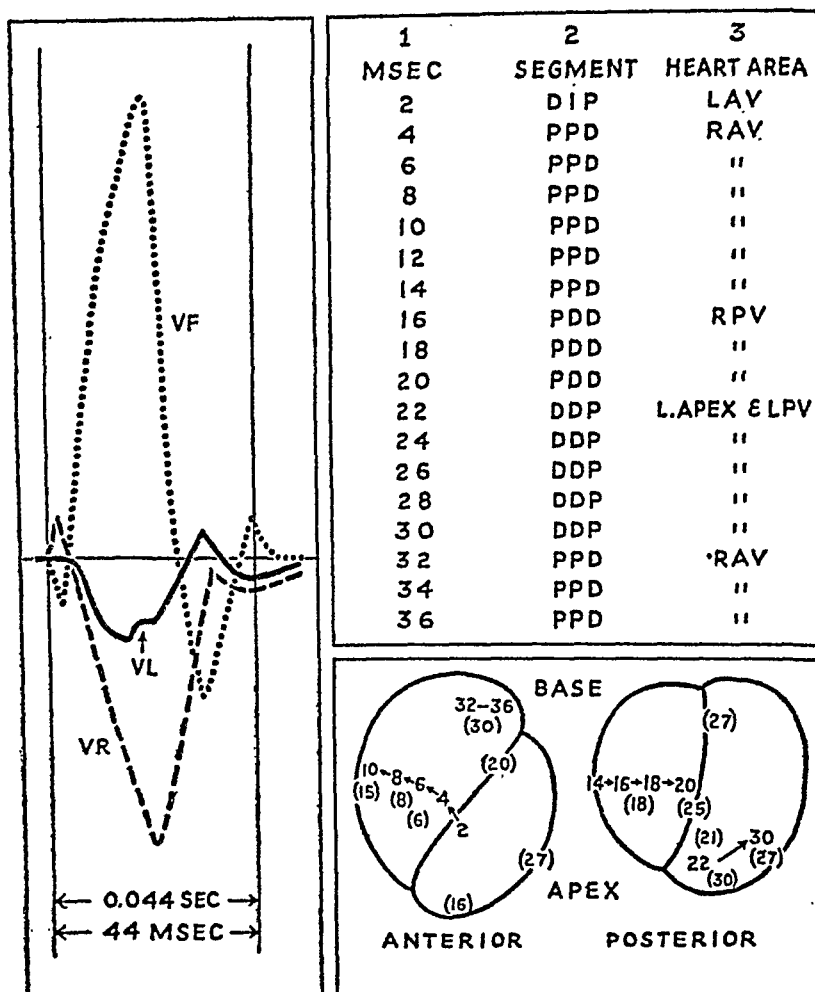 VF
VL
VR
0.044 SEC
44 MSEC
1 2 3
MSEC SEGMENT HEART AREA
2 DIP LAV
4 PPD RAV
6 PPD "
8 PPD "
10 PPD "
12 PPD "
14 PPD "
16 PDD RPV
18 PDD "
20 PDD "
22 DDP L.APEX & LPV
24 DDP "
26 DDP "
28 DDP "
30 DDP "
32 PPD RAV
34 PPD "
36 PPD "
BASE
32-36
(30)
(20)
10 8 6 4
(15) (8)
(6) 2
(27)
(16)
APEX
ANTERIOR
(27)
14 16 18 20
(18) (25)
(21) 30
22 (27)
(30)
POSTERIOR